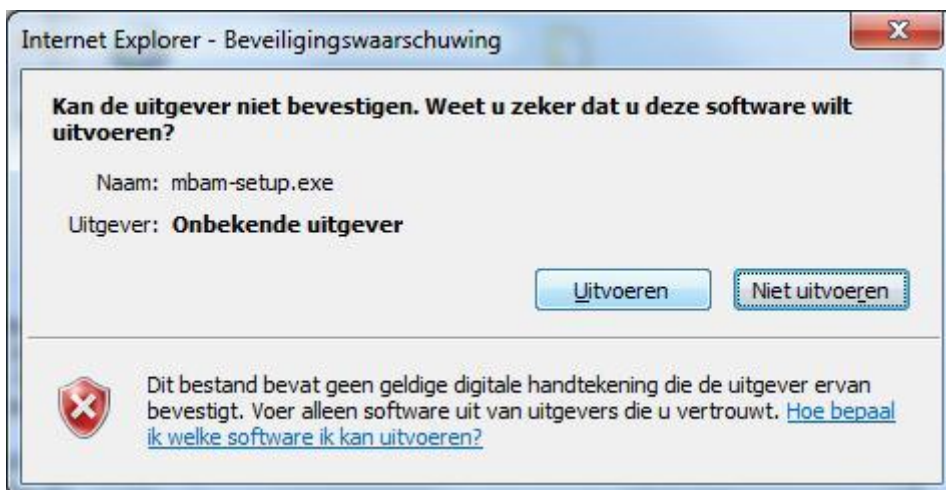 Internet Explorer - Beveiligingswaarschuwing
Kan de uitgever niet bevestigen. Weet u zeker dat u deze software wilt
uitvoeren?
Naam: mbam-setup.exe
Uitgever: Onbekende uitgever
Uitvoeren Niet uitvoeren
Dit bestand bevat geen geldige digitale handtekening die de uitgever ervan
bevestigt. Voer alleen software uit van uitgevers die u vertrouwt. Hoe bepaal
ik welke software ik kan uitvoeren?